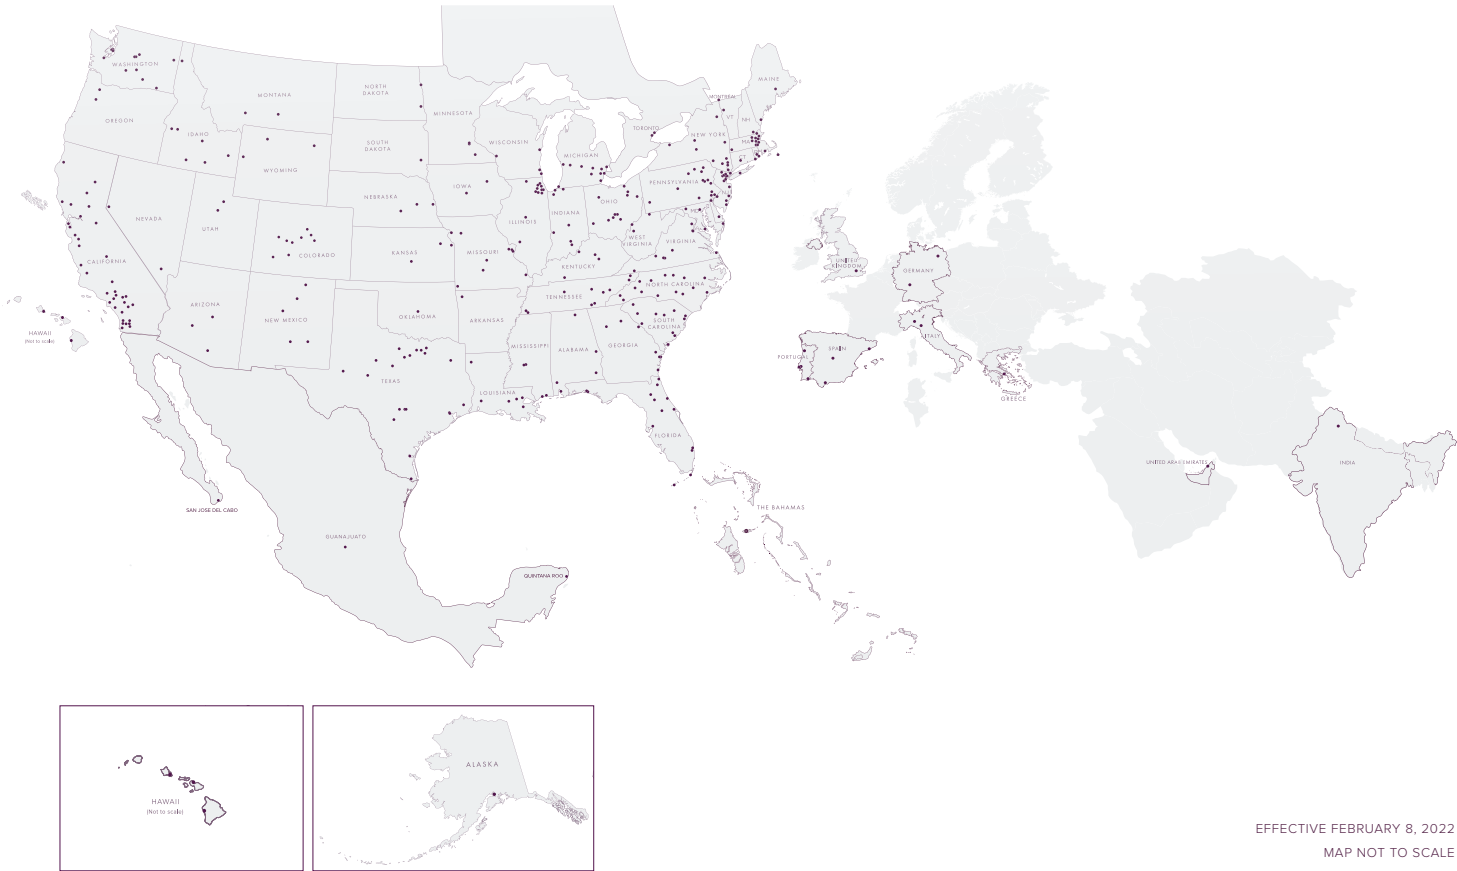 WASHINGTON
MONTANA
NORTH
DAKOTA
MINNESOTA
MAINE
MONTREAL
OREGON
IDAHO
SOUTH
DAKOTA
WISCONSIN
MICHIGAN
TORONTO
NEW YORK
VT
NH
MA
WYOMING
IOWA
PENNSYLVANIA
NEBRASKA
ILLINOIS
INDIANA
OHIO
NEVADA
UTAH
COLORADO
KANSAS
MISSOURI
WEST
VIRGINIA
VIRGINIA
CALIFORNIA
KENTUCKY
NORTH CAROLINA
TENNESSEE
ARIZONA
NEW MEXICO
OKLAHOMA
ARKANSAS
SOUTH
CAROLINA
MISSISSIPPI
ALABAMA
GEORGIA
TEXAS
LOUISIANA
FLORIDA
HAWAII
(Not to scale)
SAN JOSE DEL CABO
GUANAJUATO
QUINTANA ROO
THE BAHAMAS
UNITED
KINGDOM
GERMANY
ITALY
PORTUGAL
SPAIN
GREECE
UNITED ARAB EMIRATES
INDIA
HAWAII
(Not to scale)
ALASKA
EFFECTIVE FEBRUARY 8, 2022
MAP NOT TO SCALE